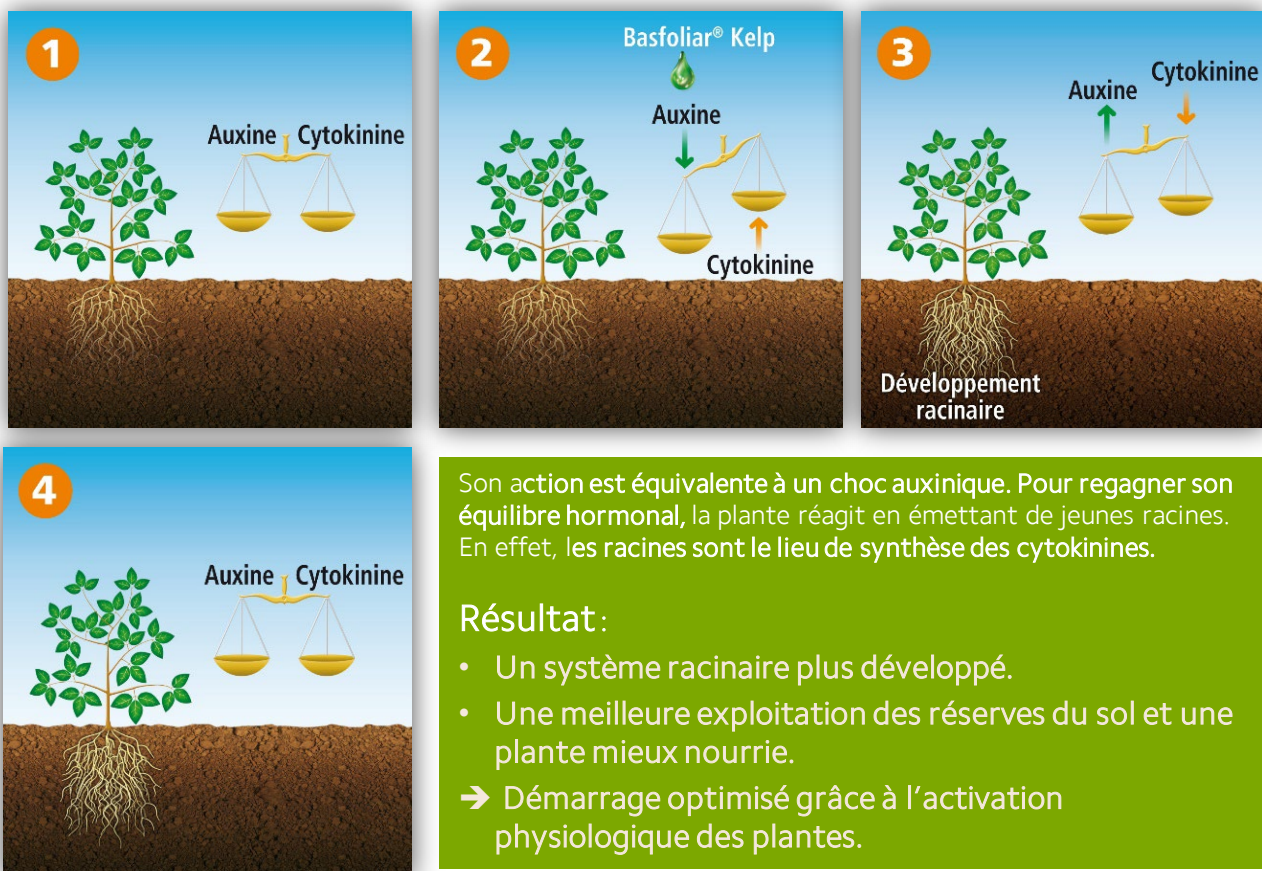 1
Auxine Cytokinine
2
Basfoliar® Kelp
Auxine
Cytokinine
3
Cytokinine
Auxine
Développement
racinaire
4
Auxine Cytokinine
Son action est équivalente à un choc auxinique. Pour regagner son
équilibre hormonal, la plante réagit en émettant de jeunes racines.
En effet, les racines sont le lieu de synthèse des cytokinines.
Résultat :
• Un système racinaire plus développé.
• Une meilleure exploitation des réserves du sol et une
plante mieux nourrie.
➔ Démarrage optimisé grâce à l’activation
physiologique des plantes.